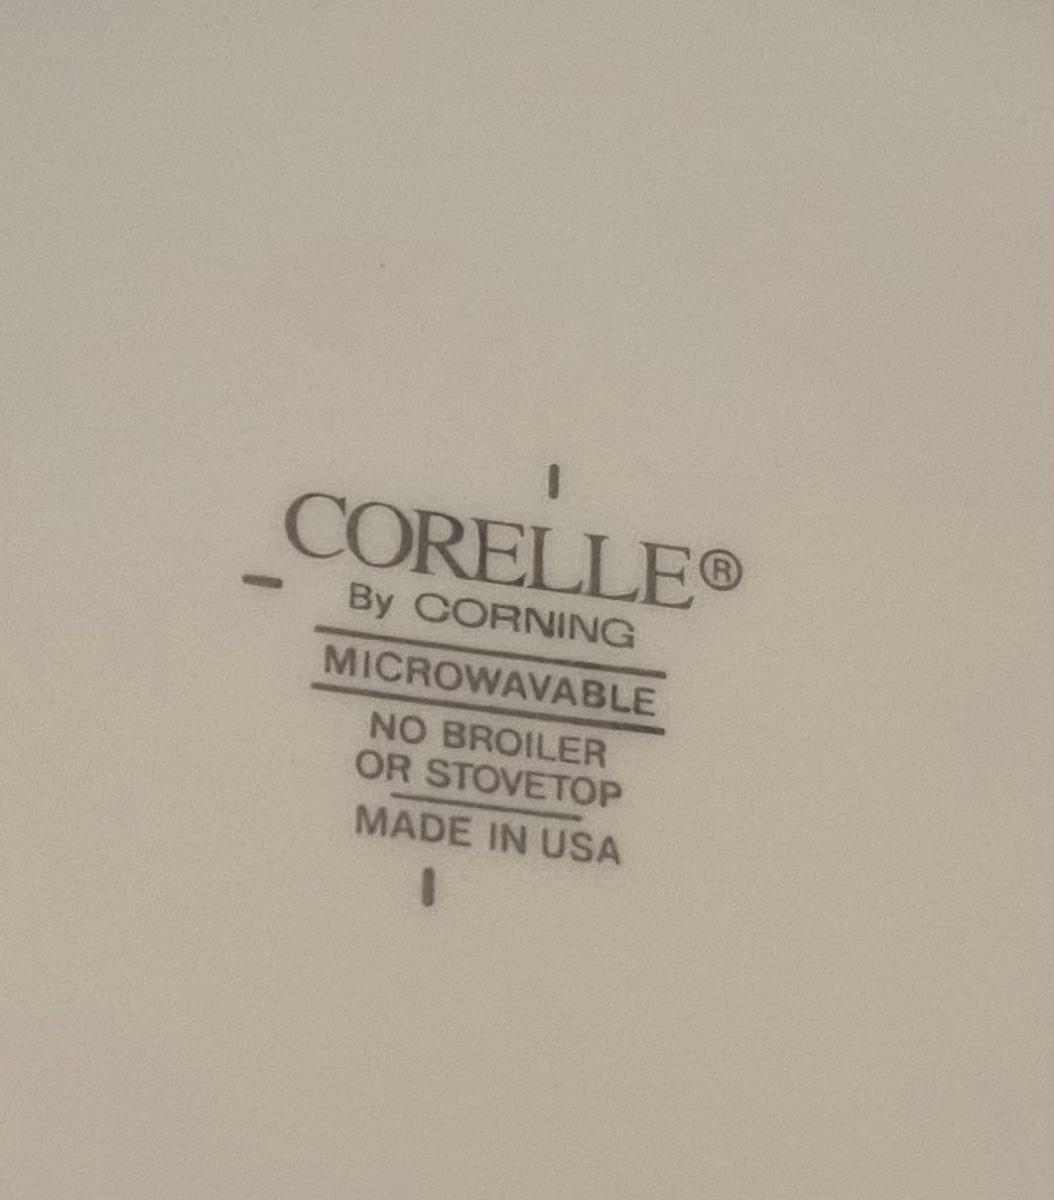 CORELLE®
By CORNING
MICROWAVABLE
NO BROILER
OR STOVETOP
MADE IN USA